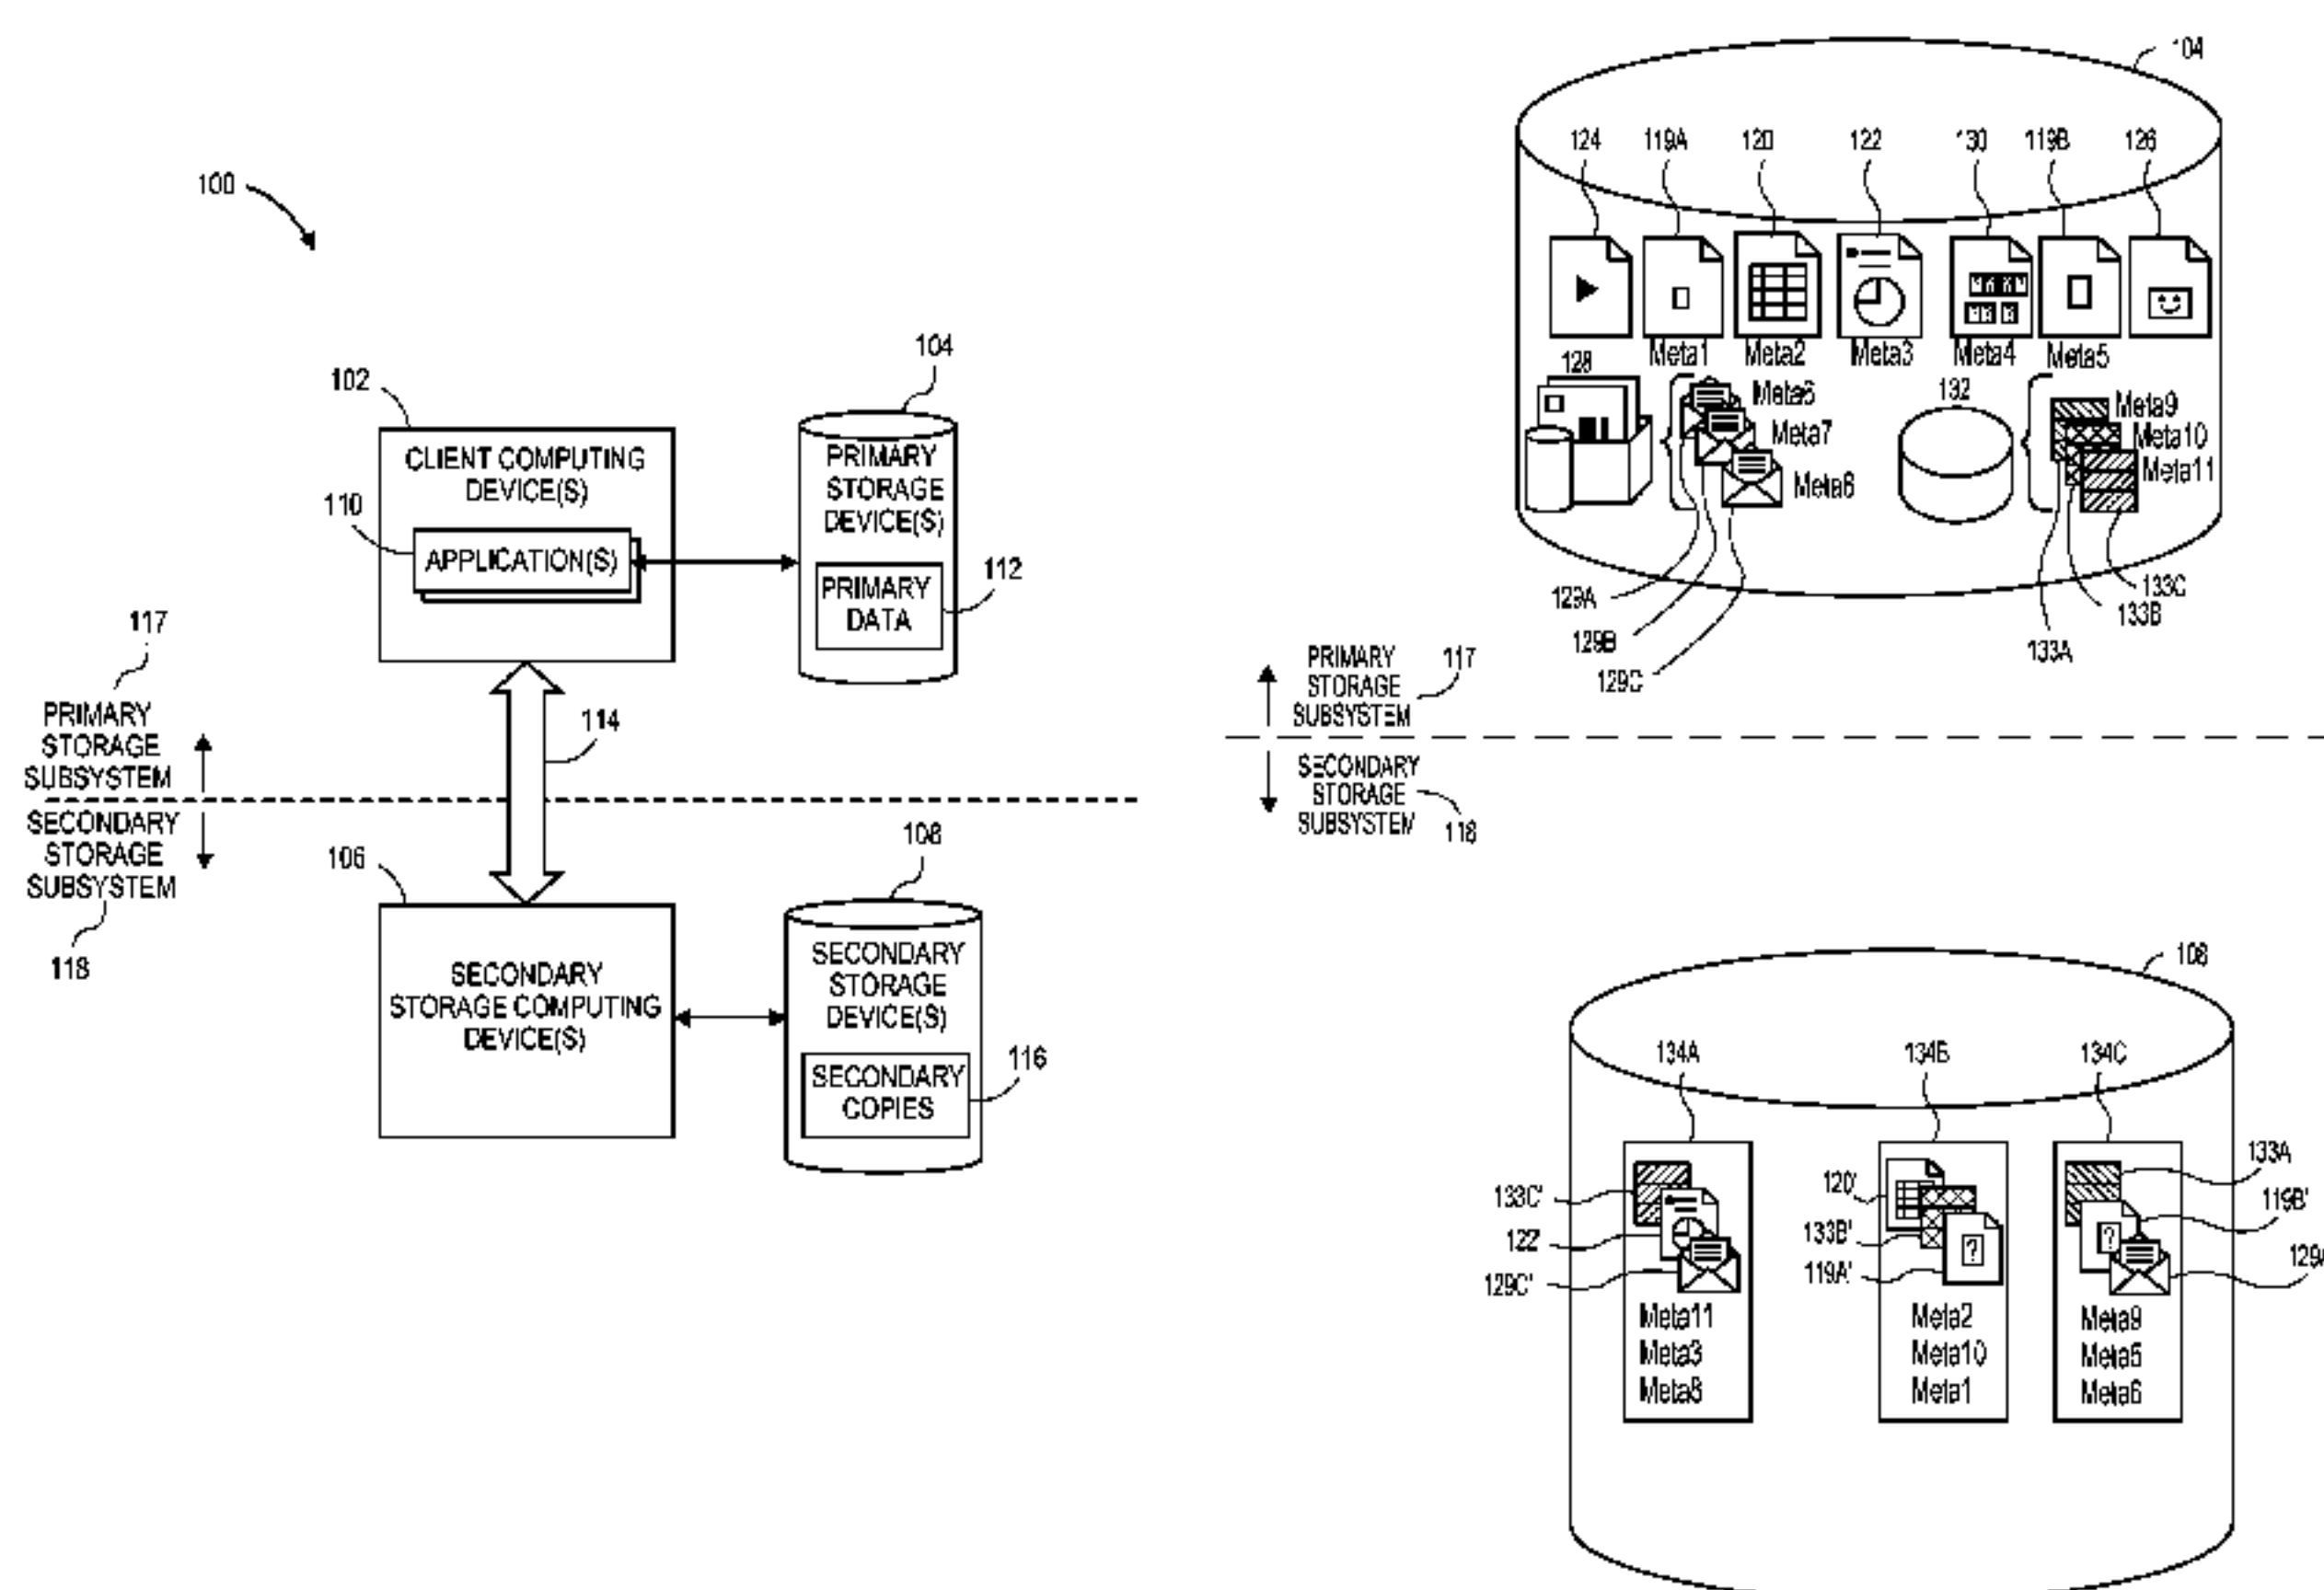 100
102
104
CLIENT COMPUTING
DEVICE(S)
110
APPLICATION(S)
PRIMARY
STORAGE
DEVICE(S)
PRIMARY
DATA
112
117
PRIMARY
STORAGE
SUBSYSTEM
114
SECONDARY
STORAGE
SUBSYSTEM
118
106
108
SECONDARY
STORAGE COMPUTING
DEVICE(S)
SECONDARY
STORAGE
DEVICE(S)
SECONDARY
COPIES
116
104
124 119A 120 122 130 119B 126
Meta1 Meta2 Meta3 Meta4 Meta5
128
Meta6
Meta7
Meta8
132
Meta9
Meta10
Meta11
129A
129B
129C
133C
133B
133A
PRIMARY
STORAGE
SUBSYSTEM
117
SECONDARY
STORAGE
SUBSYSTEM
118
108
134A 134B 134C
133C'
122'
129C'
Meta11
Meta3
Meta8
120'
133B'
119A'
?
Meta2
Meta10
Meta1
133A
119B'
129A
?
Meta9
Meta5
Meta6